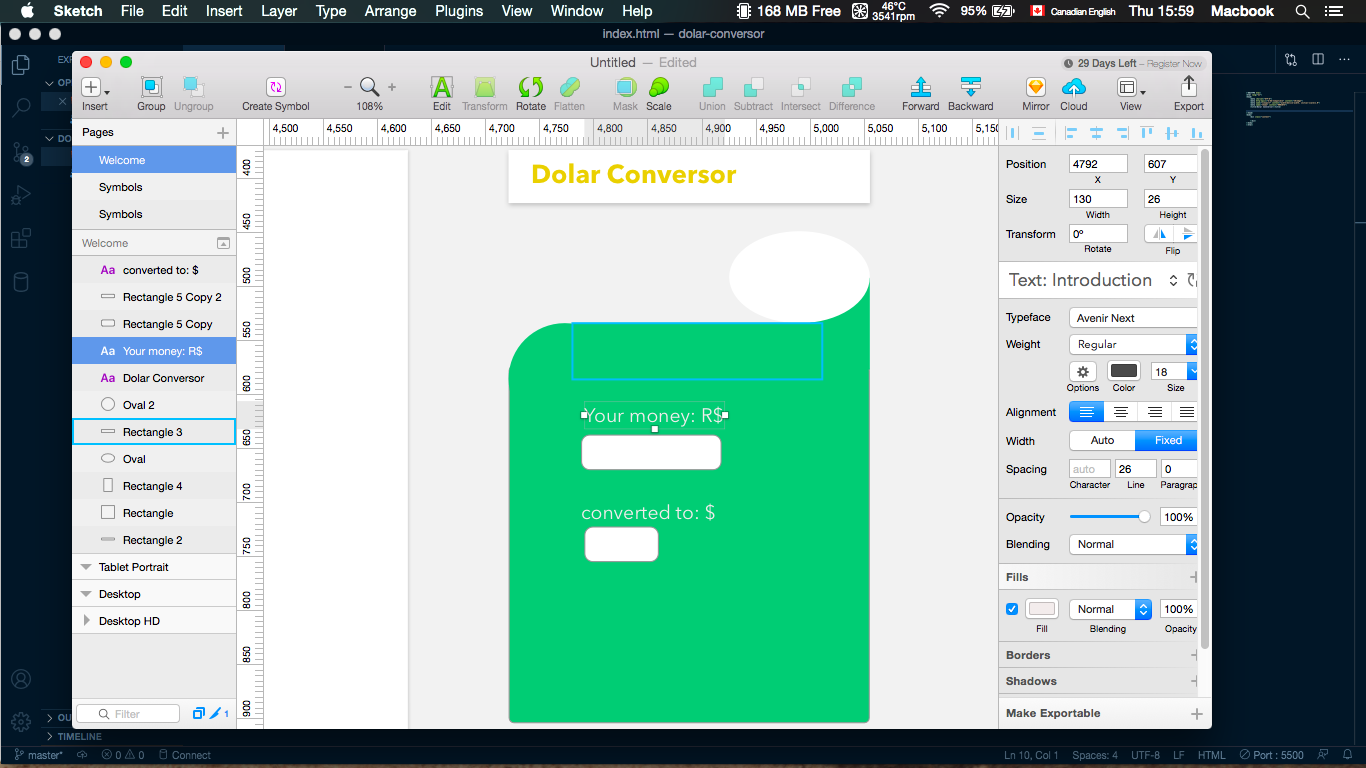 Sketch File Edit Insert Layer Type Arrange Plugins View Window Help 168 MB Free 46°C 3541rpm 95% Canadian English Thu 15:59 Macbook
index.html — dolar-conversor
Untitled — Edited
29 Days Left – Register Now
Insert Group Ungroup Create Symbol 108% Edit Transform Rotate Flatten Mask Scale Union Subtract Intersect Difference Forward Backward Mirror Cloud View Export
Pages
4,500 4,550 4,600 4,650 4,700 4,750 4,800 4,850 4,900 4,950 5,000 5,050 5,100 5,150
Welcome
Symbols
Symbols
Welcome
Aa converted to: $
Rectangle 5 Copy 2
Rectangle 5 Copy
Aa Your money: R$
Aa Dolar Conversor
Oval 2
Rectangle 3
Oval
Rectangle 4
Rectangle
Rectangle 2
Tablet Portrait
Desktop
Desktop HD
Filter
1
400
450
500
550
600
650
700
750
800
850
900
Dolar Conversor
Your money: R$
converted to: $
Position 4792 607
X Y
Size 130 26
Width Height
Transform 0°
Rotate Flip
Text: Introduction
Typeface Avenir Next
Weight Regular
18
Options Color Size
Alignment
Width Auto Fixed
Spacing auto 26 0
Character Line Paragrap
Opacity 100%
Blending Normal
Fills
Normal 100%
Fill Blending Opacity
Borders
Shadows
Make Exportable
EXP
OP
DO
2
OU
TIMELINE
master* 0 0 Connect
Ln 10, Col 1 Spaces: 4 UTF-8 LF HTML Port : 5500